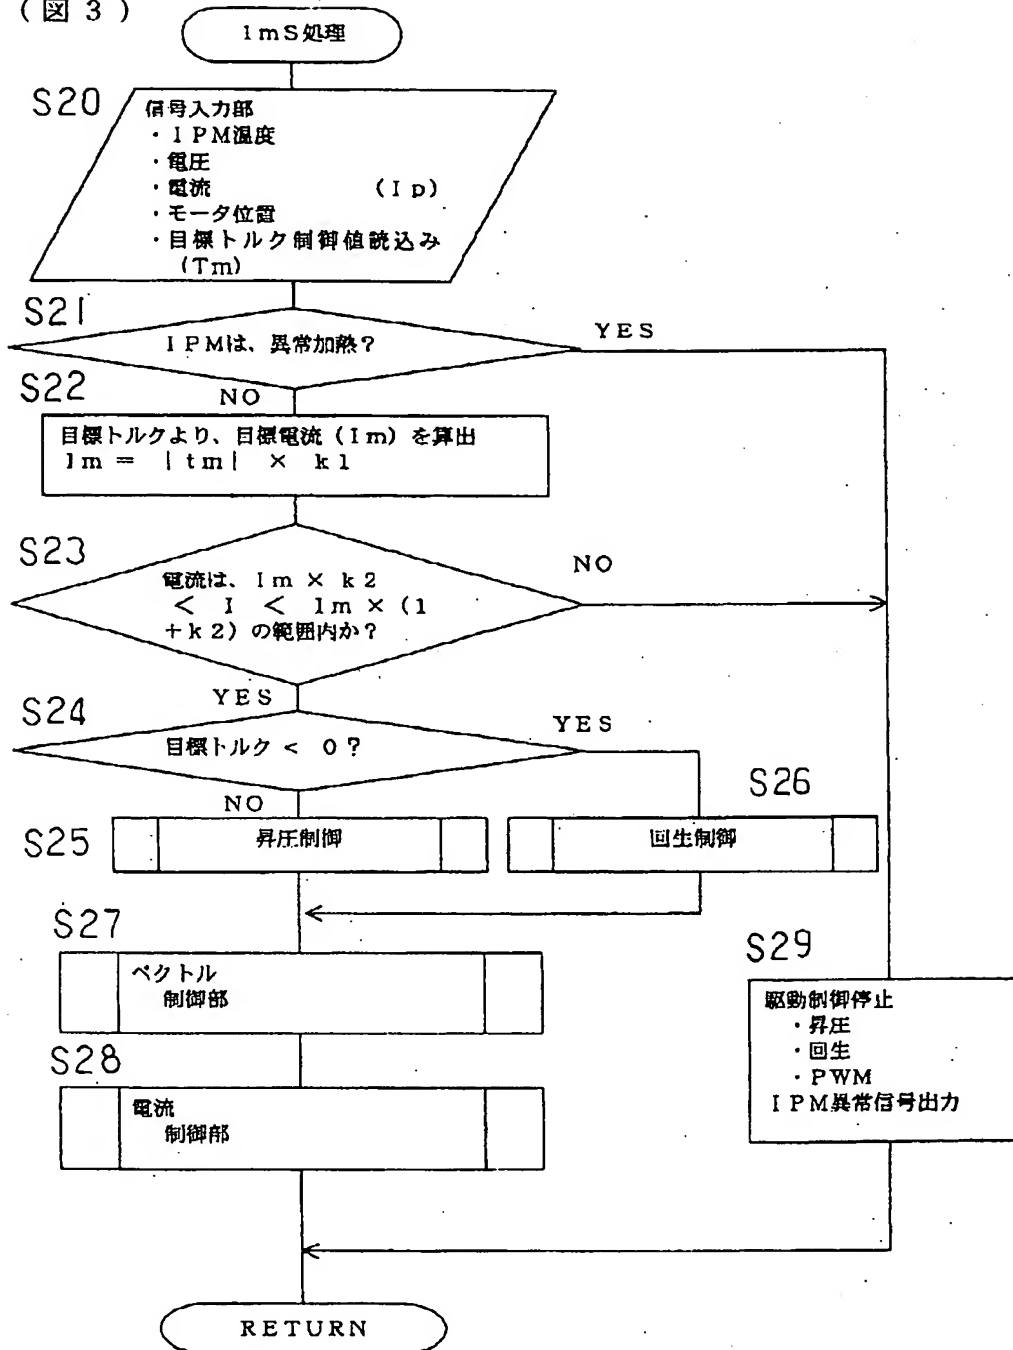 (図 3)
1mS処理
S20
信号入力部
・IPM温度
・電圧
・電流 (Ip)
・モータ位置
・目標トルク制御値読込み
(Tm)
S21
IPMは、異常加熱?
YES
NO
S22
目標トルクより、目標電流(Im)を算出
Im = |tm| × k1
S23
電流は、Im × k2
< I < Im × (1
+k2) の範囲内か?
NO
YES
S24
目標トルク < 0?
YES
NO
S25
昇圧制御
S26
回生制御
S27
ベクトル
制御部
S28
電流
制御部
S29
駆動制御停止
・昇圧
・回生
・PWM
IPM異常信号出力
RETURN